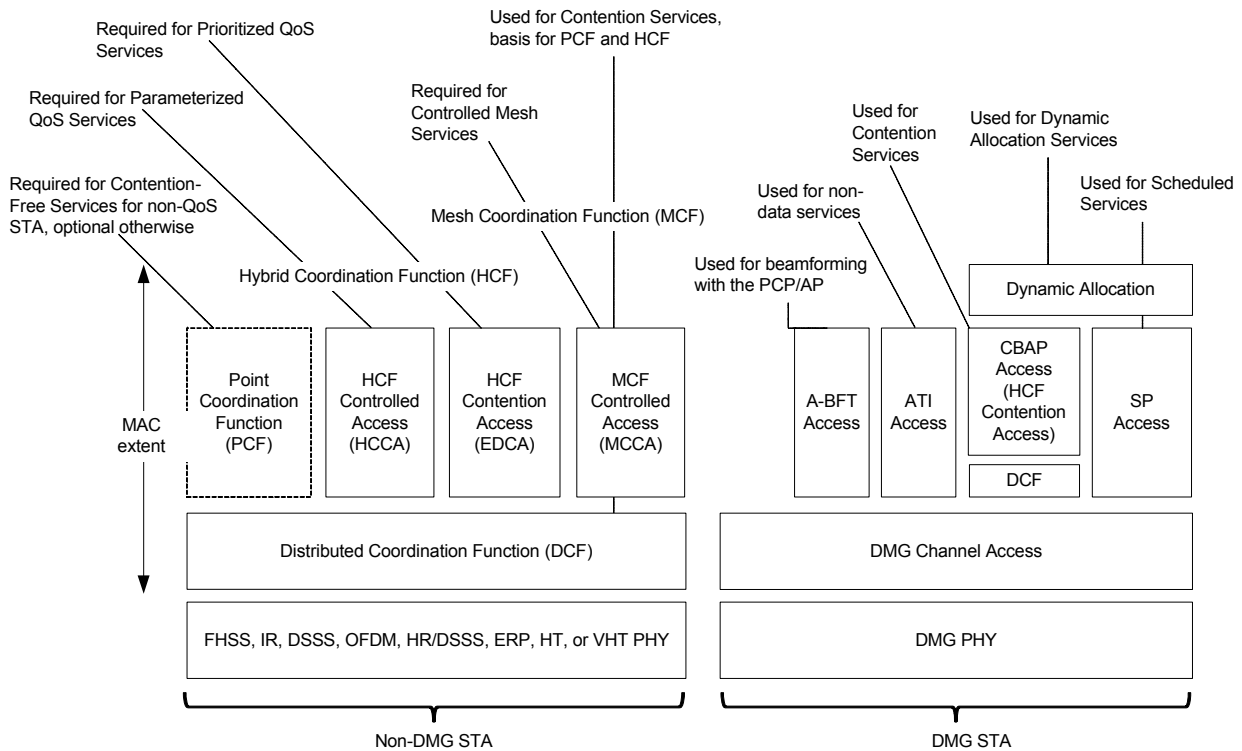 Required for Prioritized QoS
Services
Used for Contention Services,
basis for PCF and HCF
Required for Parameterized
QoS Services
Required for
Controlled Mesh
Services
Used for
Contention
Services
Used for Dynamic
Allocation Services
Required for Contention-
Free Services for non-QoS
STA, optional otherwise
Used for non-
data services
Used for Scheduled
Services
Mesh Coordination Function (MCF)
Hybrid Coordination Function (HCF)
Used for beamforming
with the PCP/AP
Dynamic Allocation
MAC
extent
Point
Coordination
Function
(PCF)
HCF
Controlled
Access
(HCCA)
HCF
Contention
Access
(EDCA)
MCF
Controlled
Access
(MCCA)
A-BFT
Access
ATI
Access
CBAP
Access
(HCF
Contention
Access)
DCF
SP
Access
Distributed Coordination Function (DCF)
DMG Channel Access
FHSS, IR, DSSS, OFDM, HR/DSSS, ERP, HT, or VHT PHY
DMG PHY
Non-DMG STA
DMG STA